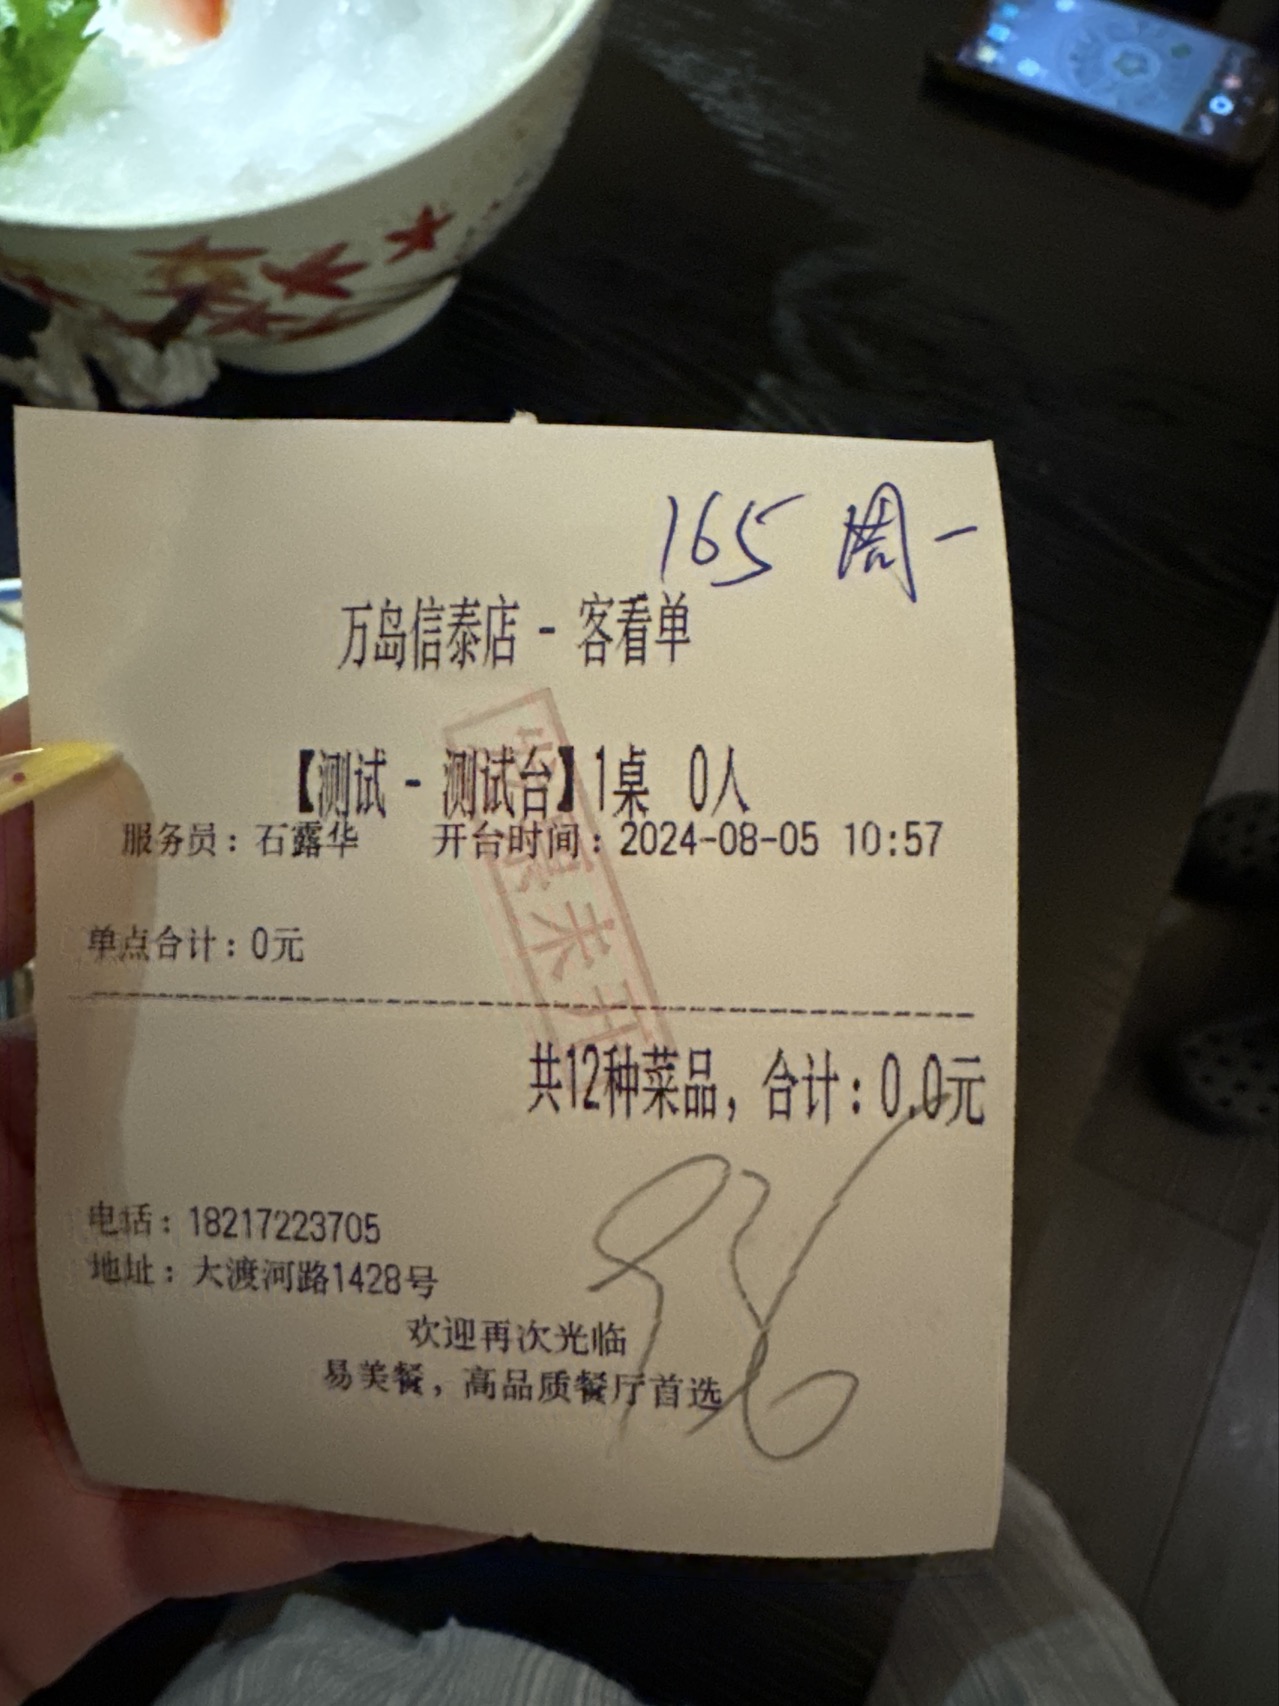 165 周一
万岛信泰店 - 客看单
【测试 - 测试台】1桌 0人
服务员：石露华 开台时间：2024-08-05 10:57
发票未开
单点合计：0元
共12种菜品，合计：0.0元
电话：18217223705
地址：大渡河路1428号
欢迎再次光临
易美餐，高品质餐厅首选